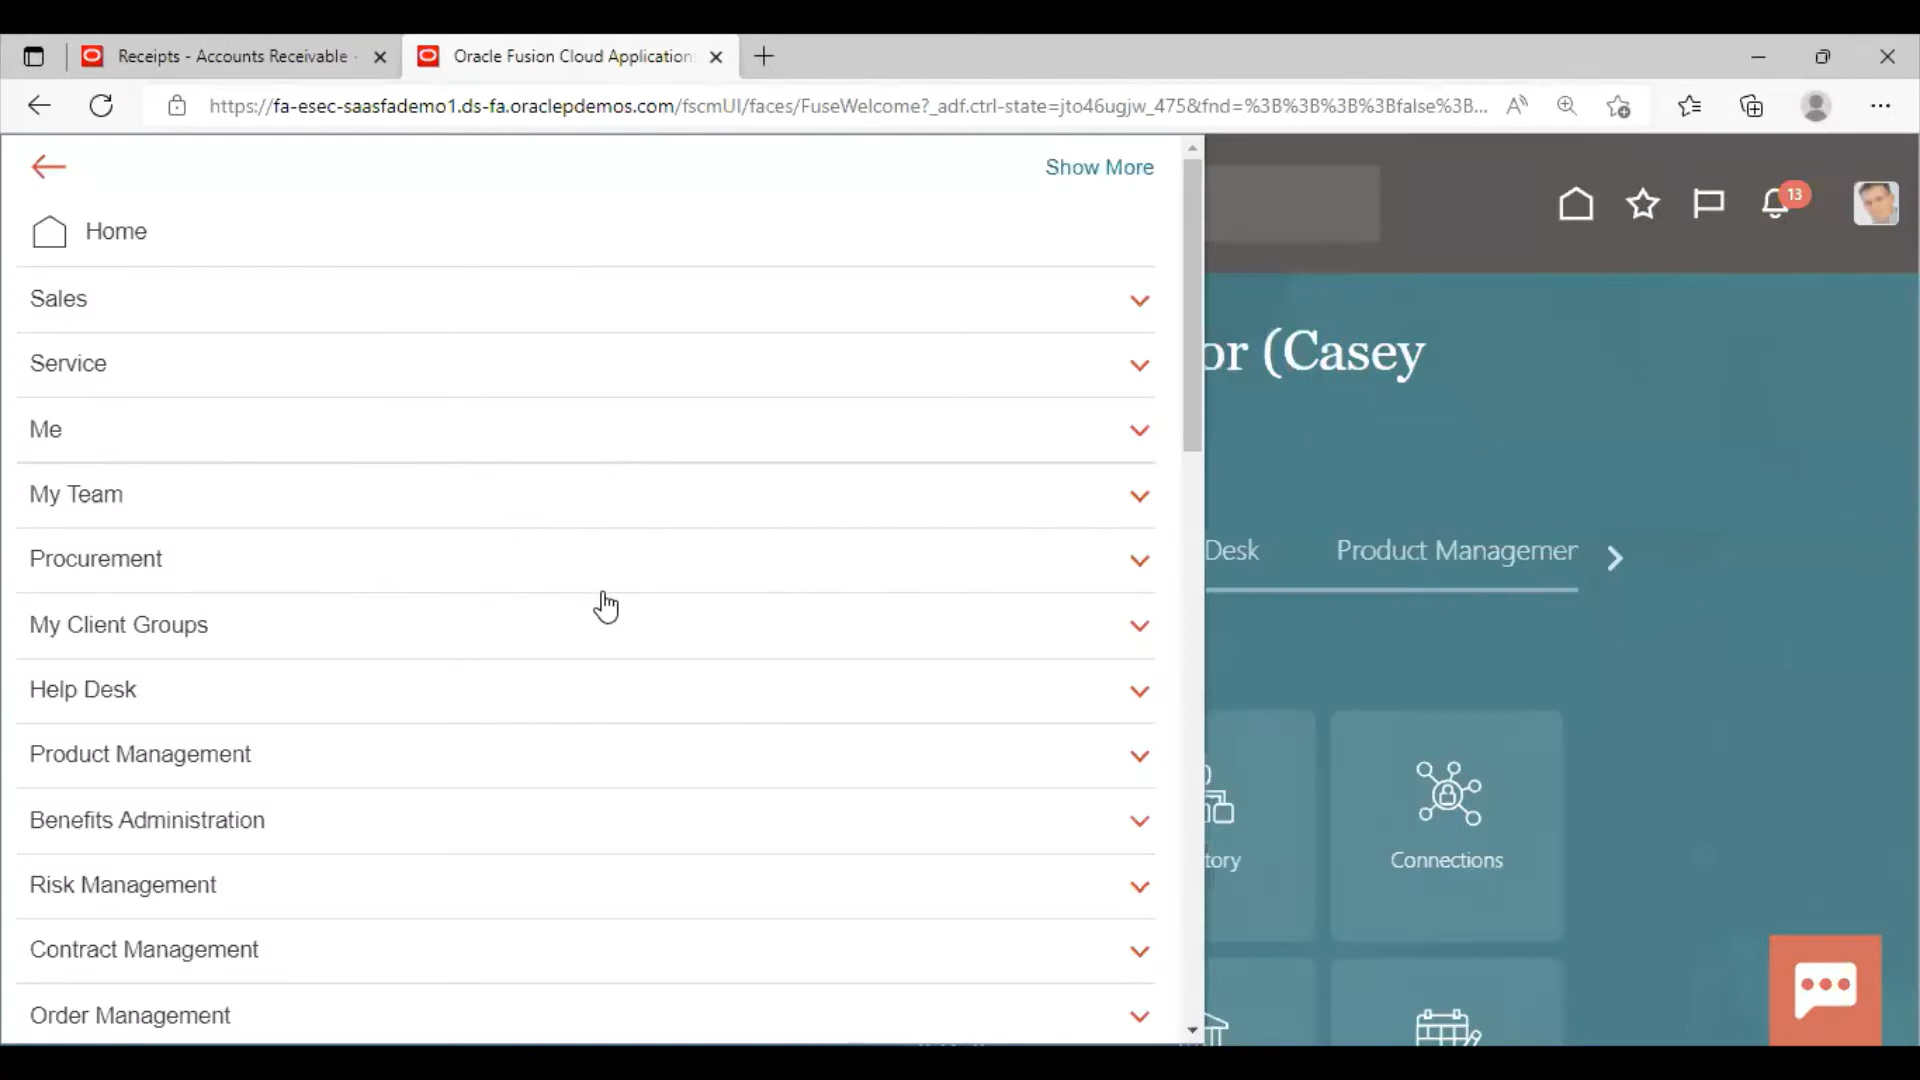 Receipts - Accounts Receivable -
Oracle Fusion Cloud Application
https://fa-esec-saasfademo1.ds-fa.oraclepdemos.com/fscmUI/faces/FuseWelcome?_adf.ctrl-state=jto46ugjw_475&fnd=%3B%3B%3B%3Bfalse%3B...
Show More
Home
13
Sales
or (Casey
Service
Me
My Team
Procurement
Desk
Product Managemen
My Client Groups
Help Desk
Product Management
Benefits Administration
tory
Connections
Risk Management
Contract Management
Order Management